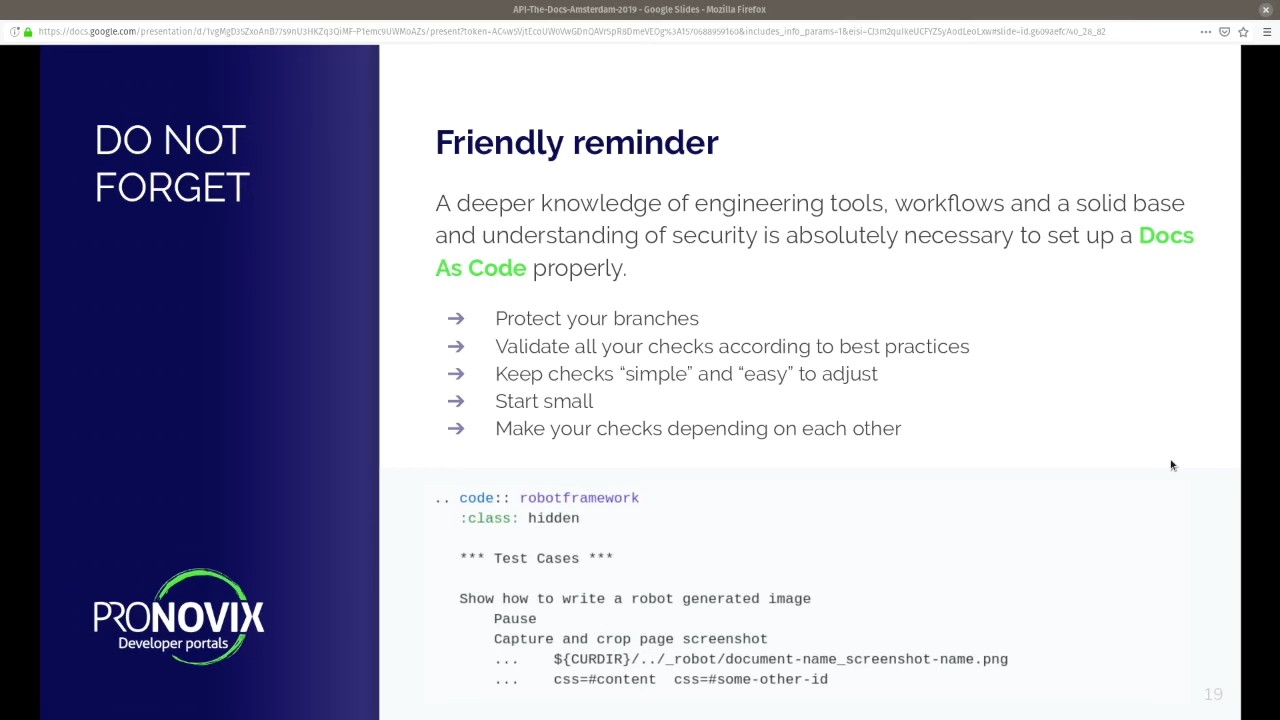 API-The-Docs-Amsterdam-2019 - Google Slides - Mozilla Firefox
DO NOT
FORGET
Friendly reminder
A deeper knowledge of engineering tools, workflows and a solid base
and understanding of security is absolutely necessary to set up a Docs
As Code properly.
➔ Protect your branches
➔ Validate all your checks according to best practices
➔ Keep checks “simple” and “easy” to adjust
➔ Start small
➔ Make your checks depending on each other
.. code:: robotframework
:class: hidden
*** Test Cases ***
Show how to write a robot generated image
Pause
Capture and crop page screenshot
... ${CURDIR}/../_robot/document-name_screenshot-name.png
... css=#content css=#some-other-id
PRONOVIX
Developer portals
19